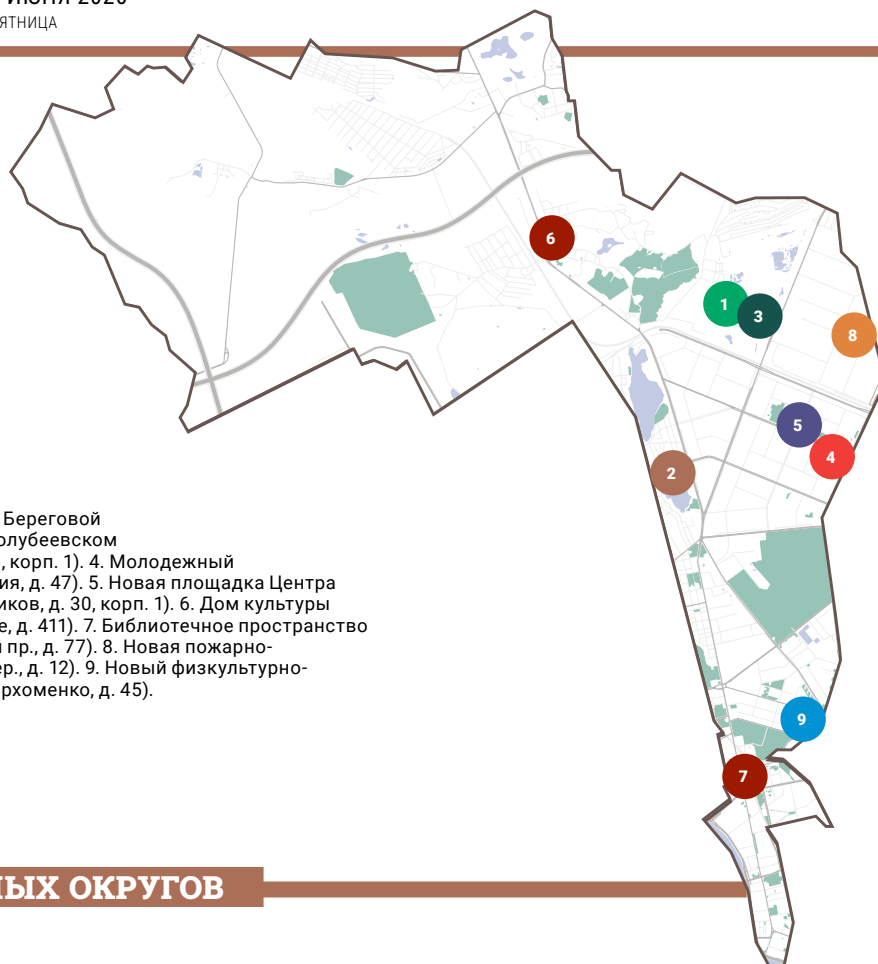 ИЮНЯ 2020
ЯТНИЦА
Береговой
олубеевском
, корп. 1). 4. Молодежный
ия, д. 47). 5. Новая площадка Центра
иков, д. 30, корп. 1). 6. Дом культуры
е, д. 411). 7. Библиотечное пространство
пр., д. 77). 8. Новая пожарно-
ер., д. 12). 9. Новый физкультурно-
рхоменко, д. 45).
6
1
3
8
5
4
2
9
7
НЫХ ОКРУГОВ